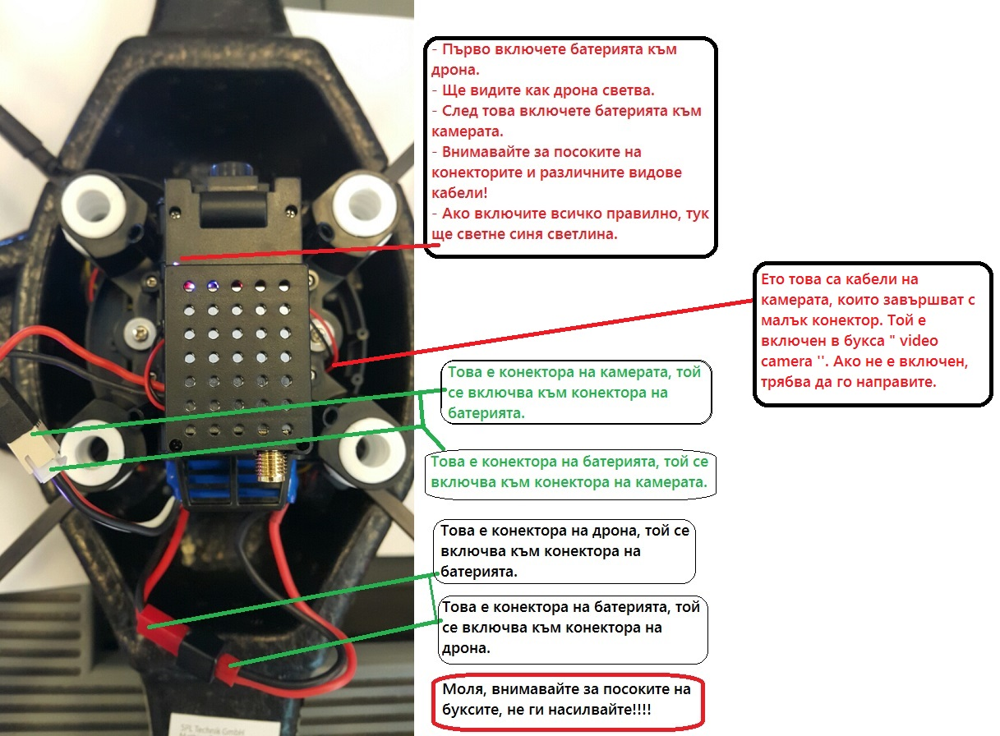 - Първо включете батерията към
дрона.
- Ще видите как дрона светва.
- След това включете батерията към
камерата.
- Внимавайте за посоките на
конекторите и различните видове
кабели!
- Ако включите всичко правилно, тук
ще светне синя светлина.
Ето това са кабели на
камерата, които завършват с
малък конектор. Той е
включен в букса " video
camera ''. Ако не е включен,
трябва да го направите.
Това е конектора на камерата, той
се включва към конектора на
батерията.
Това е конектора на батерията, той се
включва към конектора на камерата.
Това е конектора на дрона, той се
включва към конектора на
батерията.
Това е конектора на батерията, той
се включва към конектора на
дрона.
Моля, внимавайте за посоките на
буксите, не ги насилвайте!!!!
SPL Technik GmbH